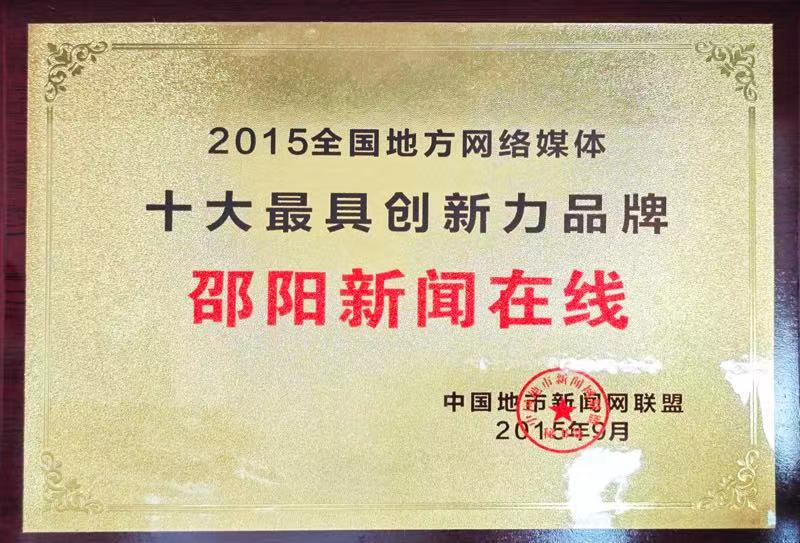 2015全国地方网络媒体
十大最具创新力品牌
邵阳新闻在线
中国地市新闻网联盟
2015年9月